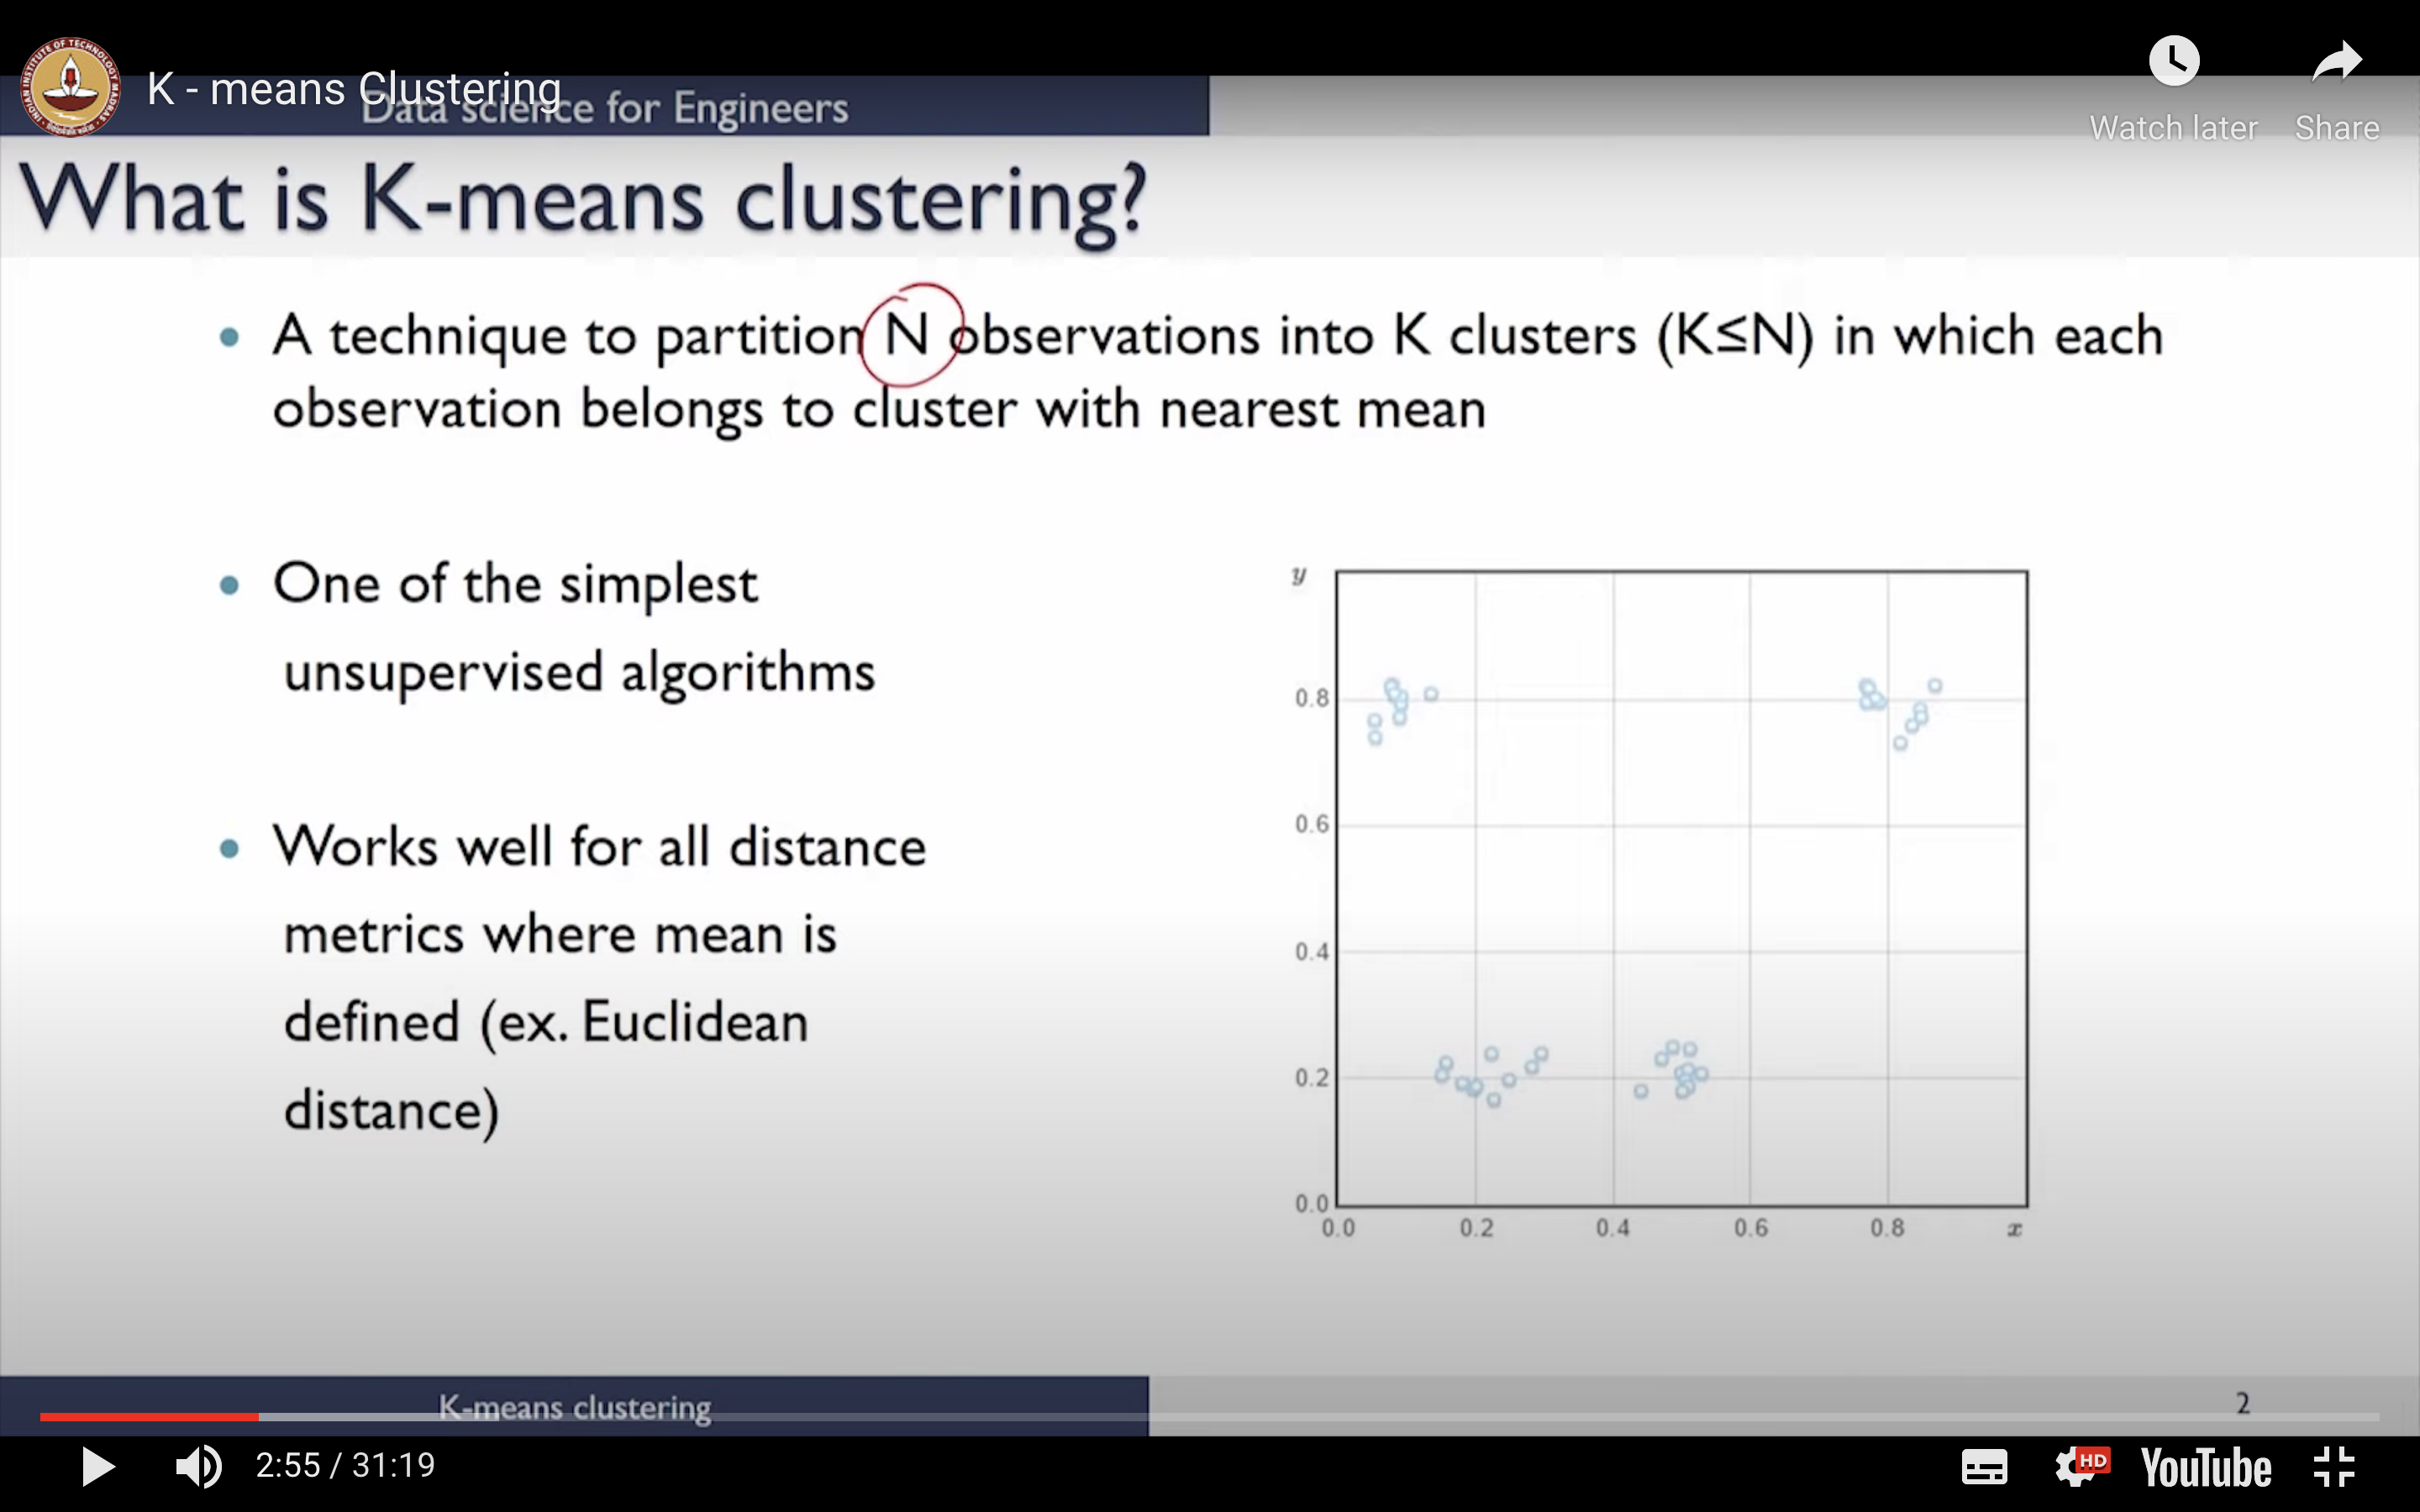 K - means Clustering
Watch later
Share
Data science for Engineers
What is K-means clustering?
• A technique to partition N observations into K clusters (K≤N) in which each
observation belongs to cluster with nearest mean
• One of the simplest
unsupervised algorithms
• Works well for all distance
metrics where mean is
defined (ex. Euclidean
distance)
y
0.8
0.6
0.4
0.2
0.0
0.0 0.2 0.4 0.6 0.8 x
K-means clustering
2
2:55 / 31:19
HD
YouTube